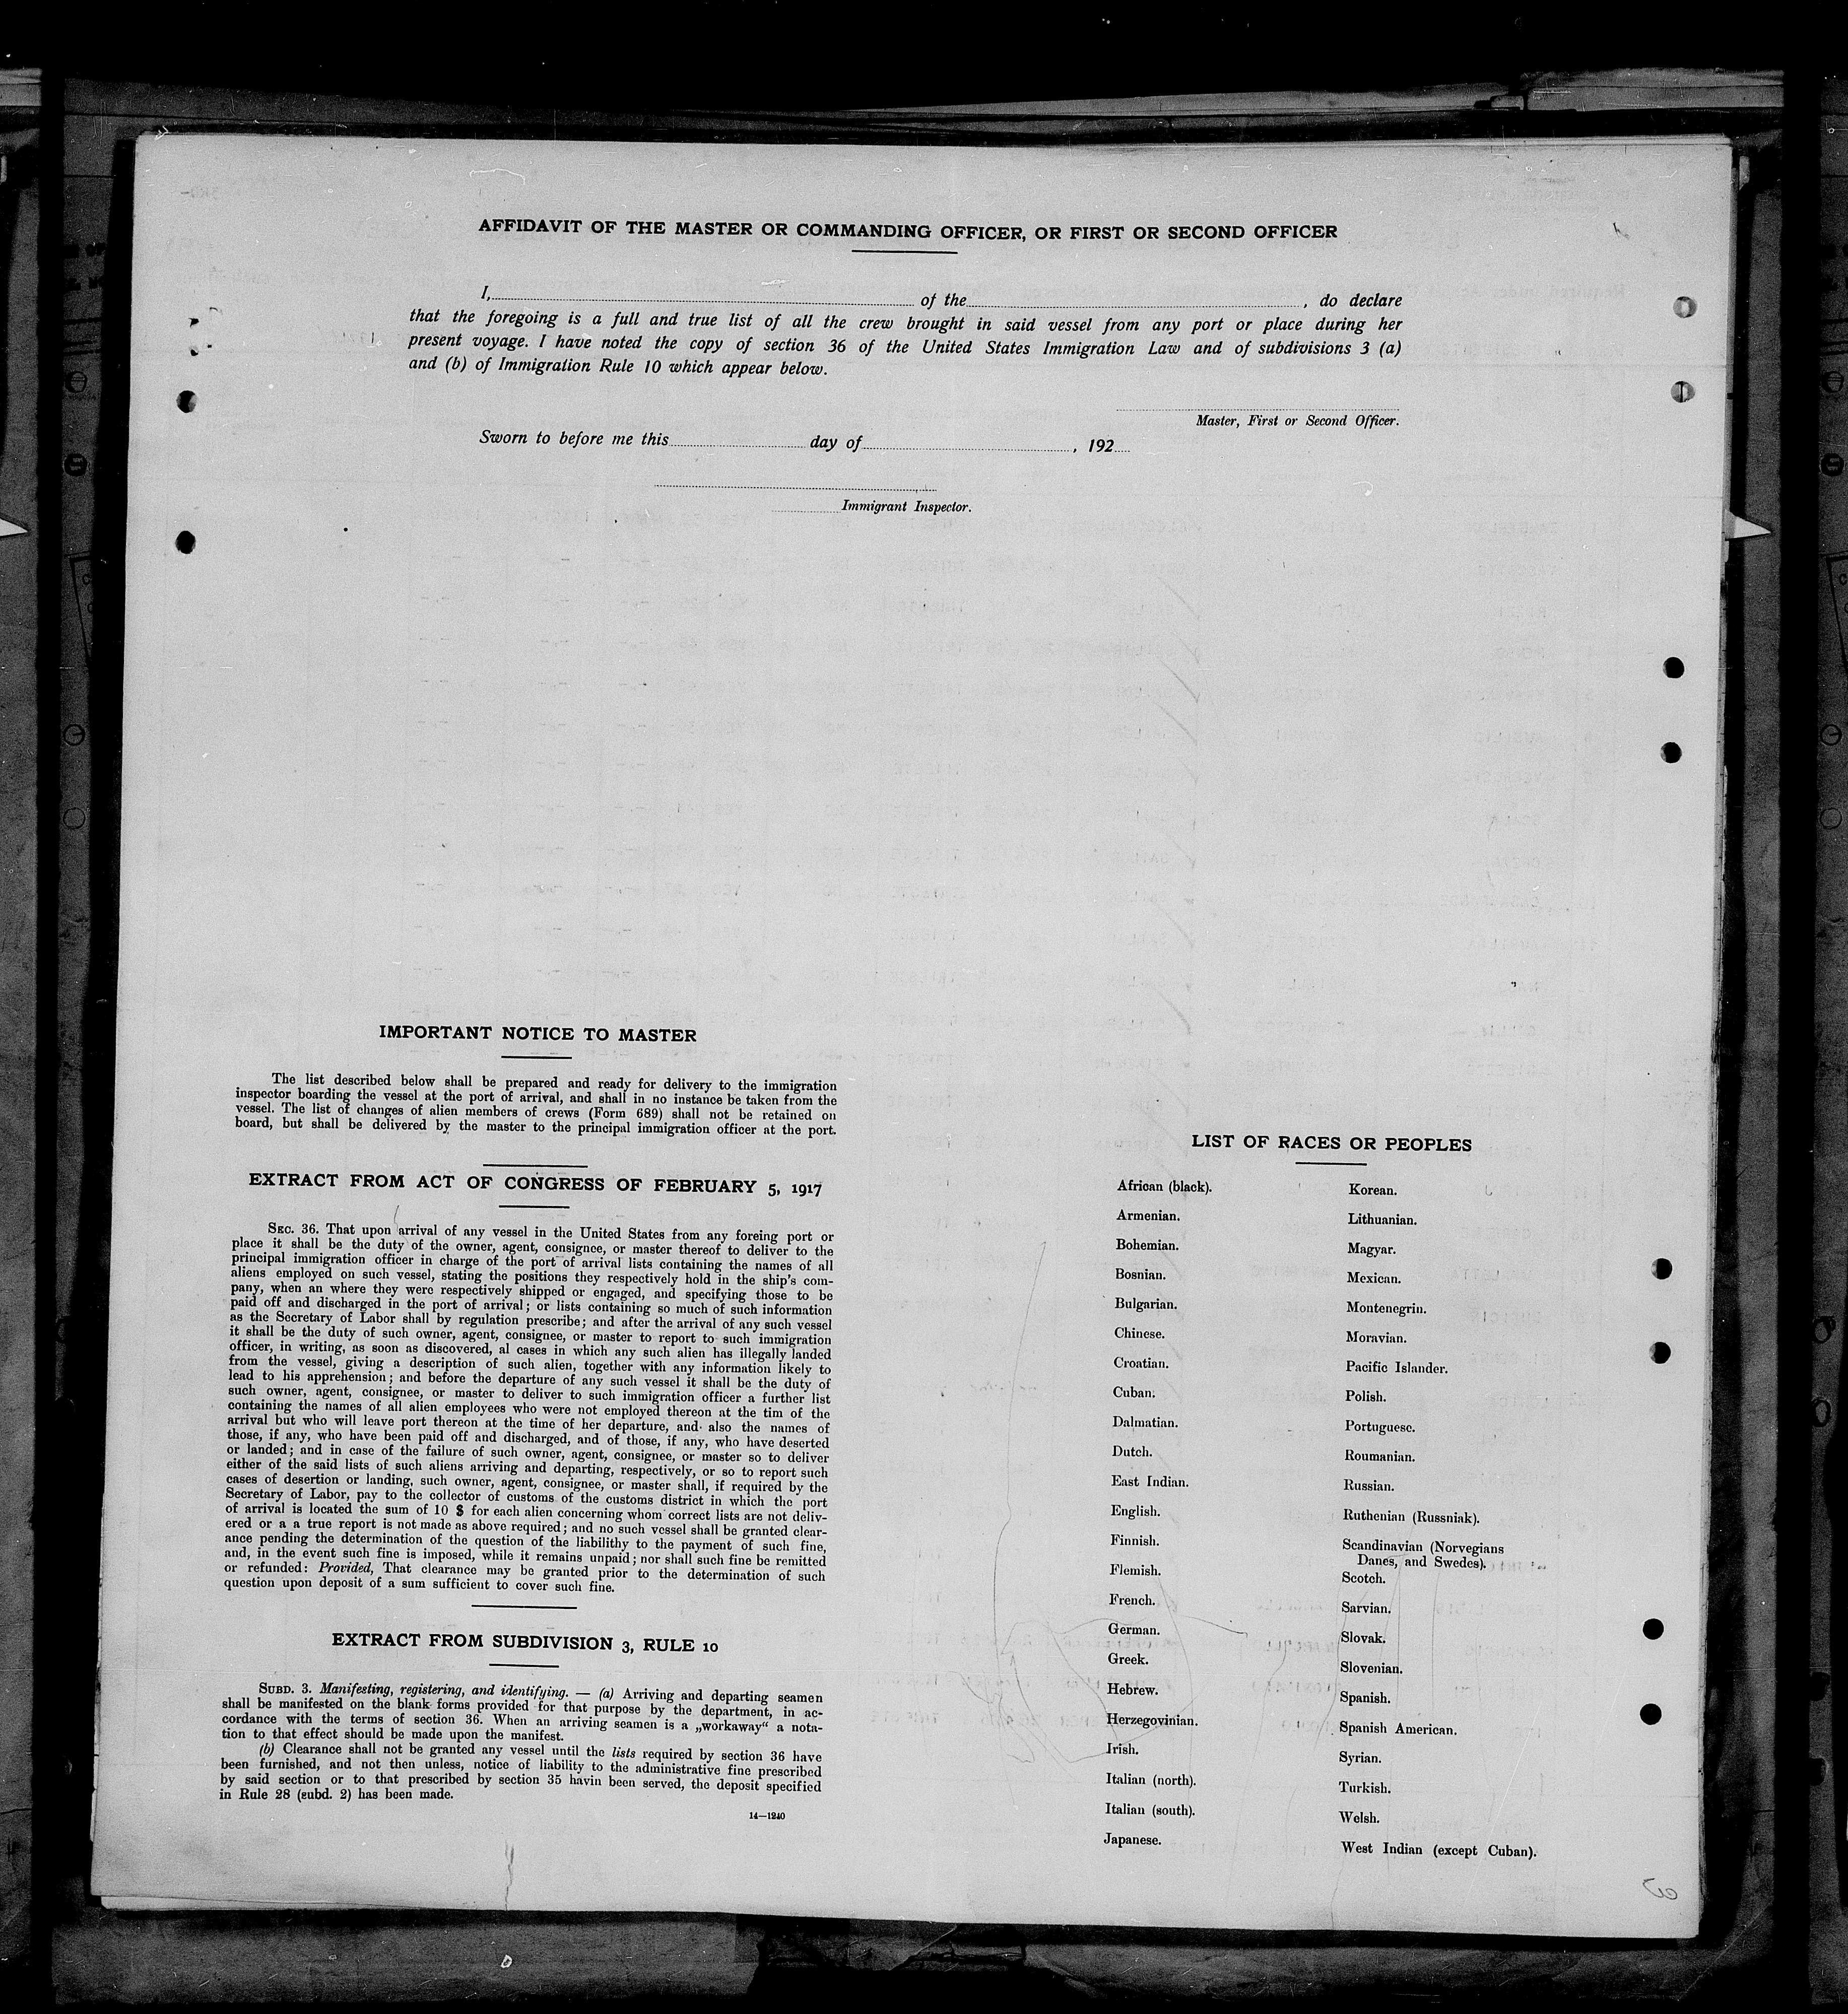 AFFIDAVIT OF THE MASTER OR COMMANDING OFFICER, OR FIRST OR SECOND OFFICER
I, of the , do declare
that the foregoing is a full and true list of all the crew brought in said vessel from any port or place during her
present voyage. I have noted the copy of section 36 of the United States Immigration Law and of subdivisions 3 (a)
and (b) of Immigration Rule 10 which appear below.
Master, First or Second Officer.
Sworn to before me this day of , 192
Immigrant Inspector.
IMPORTANT NOTICE TO MASTER
The list described below shall be prepared and ready for delivery to the immigration
inspector boarding the vessel at the port of arrival, and shall in no instance be taken from the
vessel. The list of changes of alien members of crews (Form 689) shall not be retained on
board, but shall be delivered by the master to the principal immigration officer at the port.
EXTRACT FROM ACT OF CONGRESS OF FEBRUARY 5, 1917
SEC. 36. That upon arrival of any vessel in the United States from any foreing port or
place it shall be the duty of the owner, agent, consignee, or master thereof to deliver to the
principal immigration officer in charge of the port of arrival lists containing the names of all
aliens employed on such vessel, stating the positions they respectively hold in the ship's com-
pany, when an where they were respectively shipped or engaged, and specifying those to be
paid off and discharged in the port of arrival; or lists containing so much of such information
as the Secretary of Labor shall by regulation prescribe; and after the arrival of any such vessel
it shall be the duty of such owner, agent, consignee, or master to report to such immigration
officer, in writing, as soon as discovered, al cases in which any such alien has illegally landed
from the vessel, giving a description of such alien, together with any information likely to
lead to his apprehension; and before the departure of any such vessel it shall be the duty of
such owner, agent, consignee, or master to deliver to such immigration officer a further list
containing the names of all alien employees who were not employed thereon at the tim of the
arrival but who will leave port thereon at the time of her departure, and also the names of
those, if any, who have been paid off and discharged, and of those, if any, who have deserted
or landed; and in case of the failure of such owner, agent, consignee, or master so to deliver
either of the said lists of such aliens arriving and departing, respectively, or so to report such
cases of desertion or landing, such owner, agent, consignee, or master shall, if required by the
Secretary of Labor, pay to the collector of customs of the customs district in which the port
of arrival is located the sum of 10 $ for each alien concerning whom correct lists are not deliv-
ered or a a true report is not made as above required; and no such vessel shall be granted clear-
ance pending the determination of the question of the liabilithy to the payment of such fine,
and, in the event such fine is imposed, while it remains unpaid; nor shall such fine be remitted
or refunded: Provided, That clearance may be granted prior to the determination of such
question upon deposit of a sum sufficient to cover such fine.
EXTRACT FROM SUBDIVISION 3, RULE 10
SUBD. 3. Manifesting, registering, and identifying. — (a) Arriving and departing seamen
shall be manifested on the blank forms provided for that purpose by the department, in ac-
cordance with the terms of section 36. When an arriving seamen is a „workaway“ a nota-
tion to that effect should be made upon the manifest.
(b) Clearance shall not be granted any vessel until the lists required by section 36 have
been furnished, and not then unless, notice of liability to the administrative fine prescribed
by said section or to that prescribed by section 35 havin been served, the deposit specified
in Rule 28 (subd. 2) has been made.
14—1240
LIST OF RACES OR PEOPLES
African (black).
Armenian.
Bohemian.
Bosnian.
Bulgarian.
Chinese.
Croatian.
Cuban.
Dalmatian.
Dutch.
East Indian.
English.
Finnish.
Flemish.
French.
German.
Greek.
Hebrew.
Herzegovinian.
Irish.
Italian (north).
Italian (south).
Japanese.
Korean.
Lithuanian.
Magyar.
Mexican.
Montenegrin.
Moravian.
Pacific Islander.
Polish.
Portuguese.
Roumanian.
Russian.
Ruthenian (Russniak).
Scandinavian (Norvegians
Danes, and Swedes).
Scotch.
Sarvian.
Slovak.
Slovenian.
Spanish.
Spanish American.
Syrian.
Turkish.
Welsh.
West Indian (except Cuban).